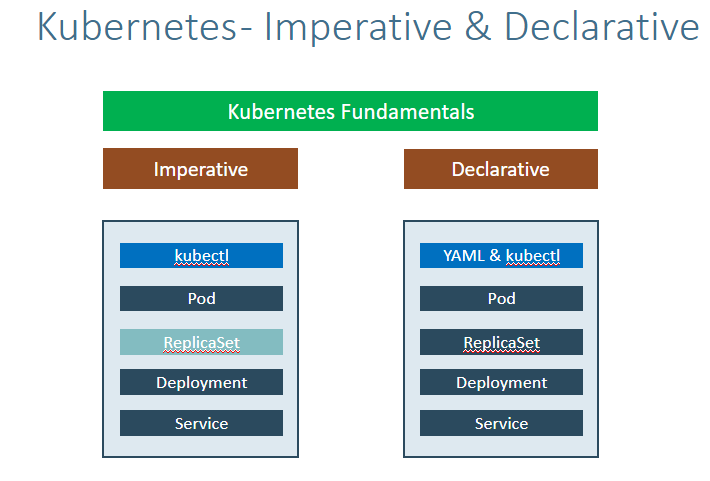 Kubernetes- Imperative & Declarative
Kubernetes Fundamentals
Imperative
Declarative
kubectl
Pod
ReplicaSet
Deployment
Service
YAML & kubectl
Pod
ReplicaSet
Deployment
Service